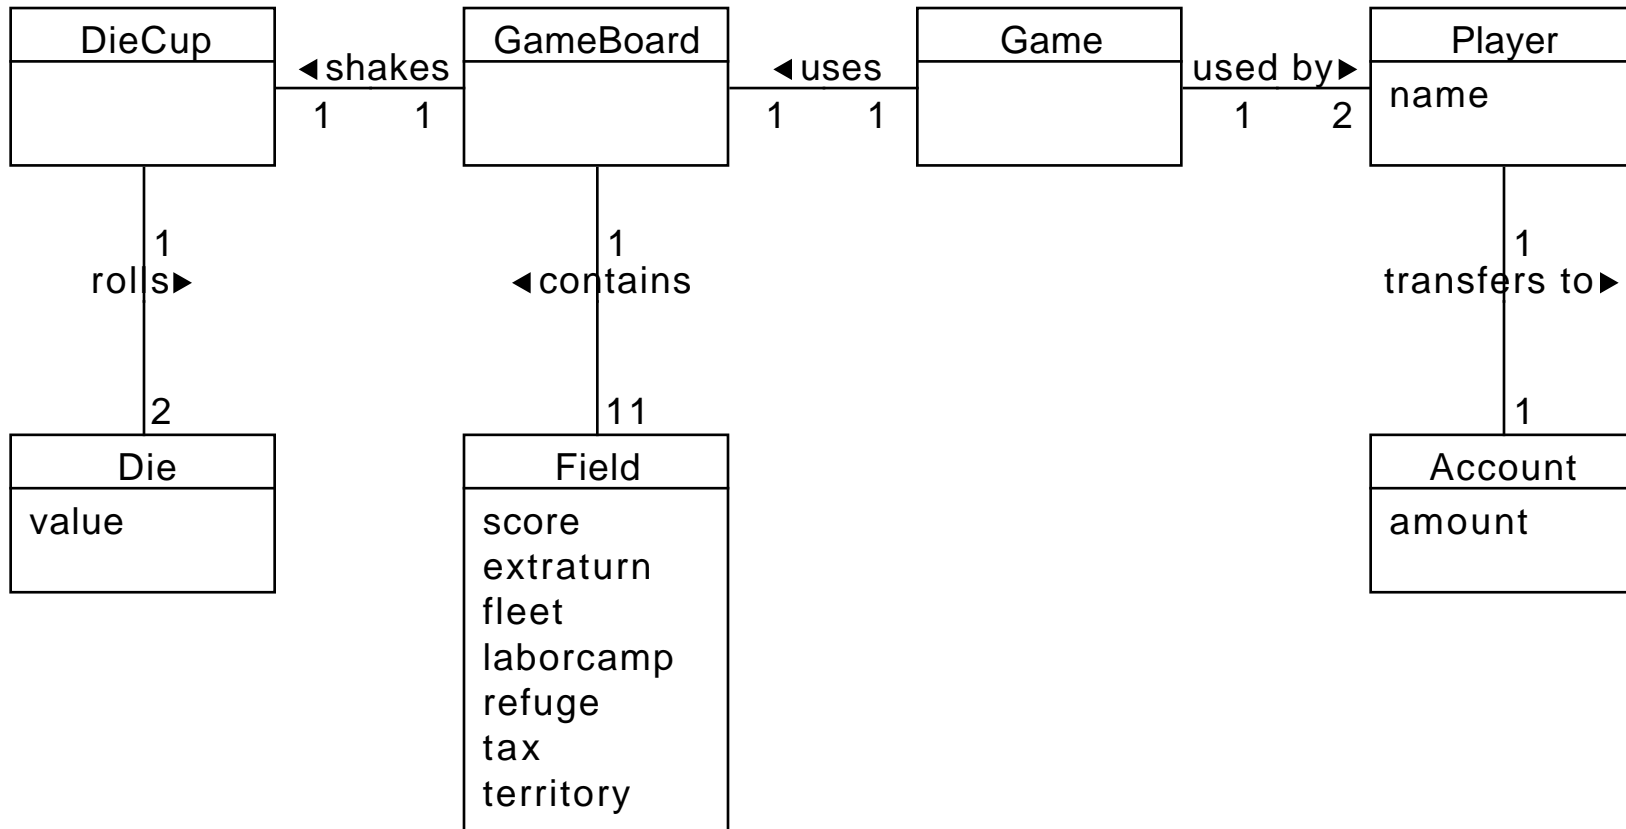 DieCup
GameBoard
Game
Player
◄shakes
◄uses
used by►
name
1 1
1 1
1 2
1
1
1
rolls►
◄contains
transfers to►
2
11
1
Die
Field
Account
value
score
amount
extraturn
fleet
laborcamp
refuge
tax
territory